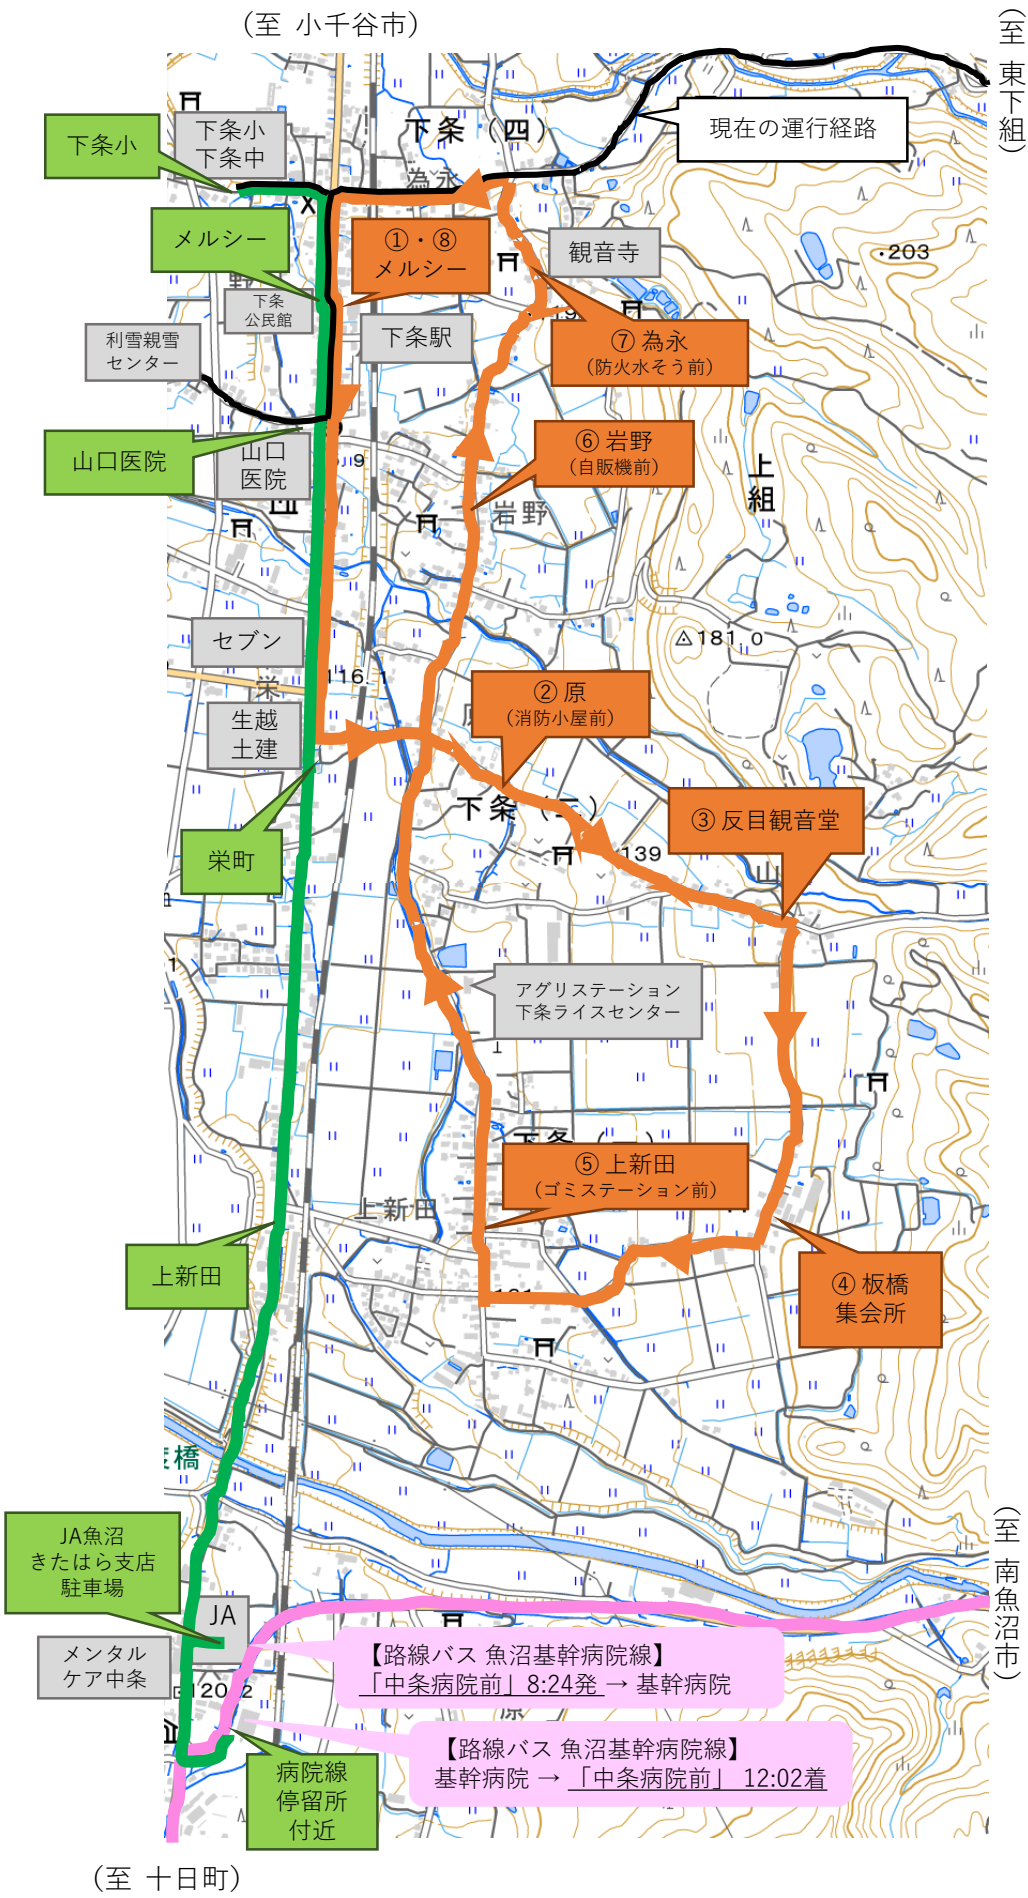 (至 小千谷市)
(至 東下組)
下条小
下条小
下条中
下条(四)
現在の運行経路
為永
メルシー
①・⑧
メルシー
観音寺
・203
野
下条
公民館
下条駅
利雪親雪
センター
⑦ 為永
(防火水そう前)
山口医院
山口
医院
⑥ 岩野
(自販機前)
岩野
上組
セブン
181.0
栄
116.1
② 原
(消防小屋前)
生越
土建
下条(二)
③ 反目観音堂
栄町
139
山
アグリステーション
下条ライスセンター
⑤ 上新田
(ゴミステーション前)
上新田
上新田
④ 板橋
集会所
橋
JA魚沼
きたはら支店
駐車場
JA
(至 南魚沼市)
メンタル
ケア中条
【路線バス 魚沼基幹病院線】
「中条病院前」8:24発 → 基幹病院
原
【路線バス 魚沼基幹病院線】
基幹病院 → 「中条病院前」 12:02着
病院線
停留所
付近
(至 十日町)